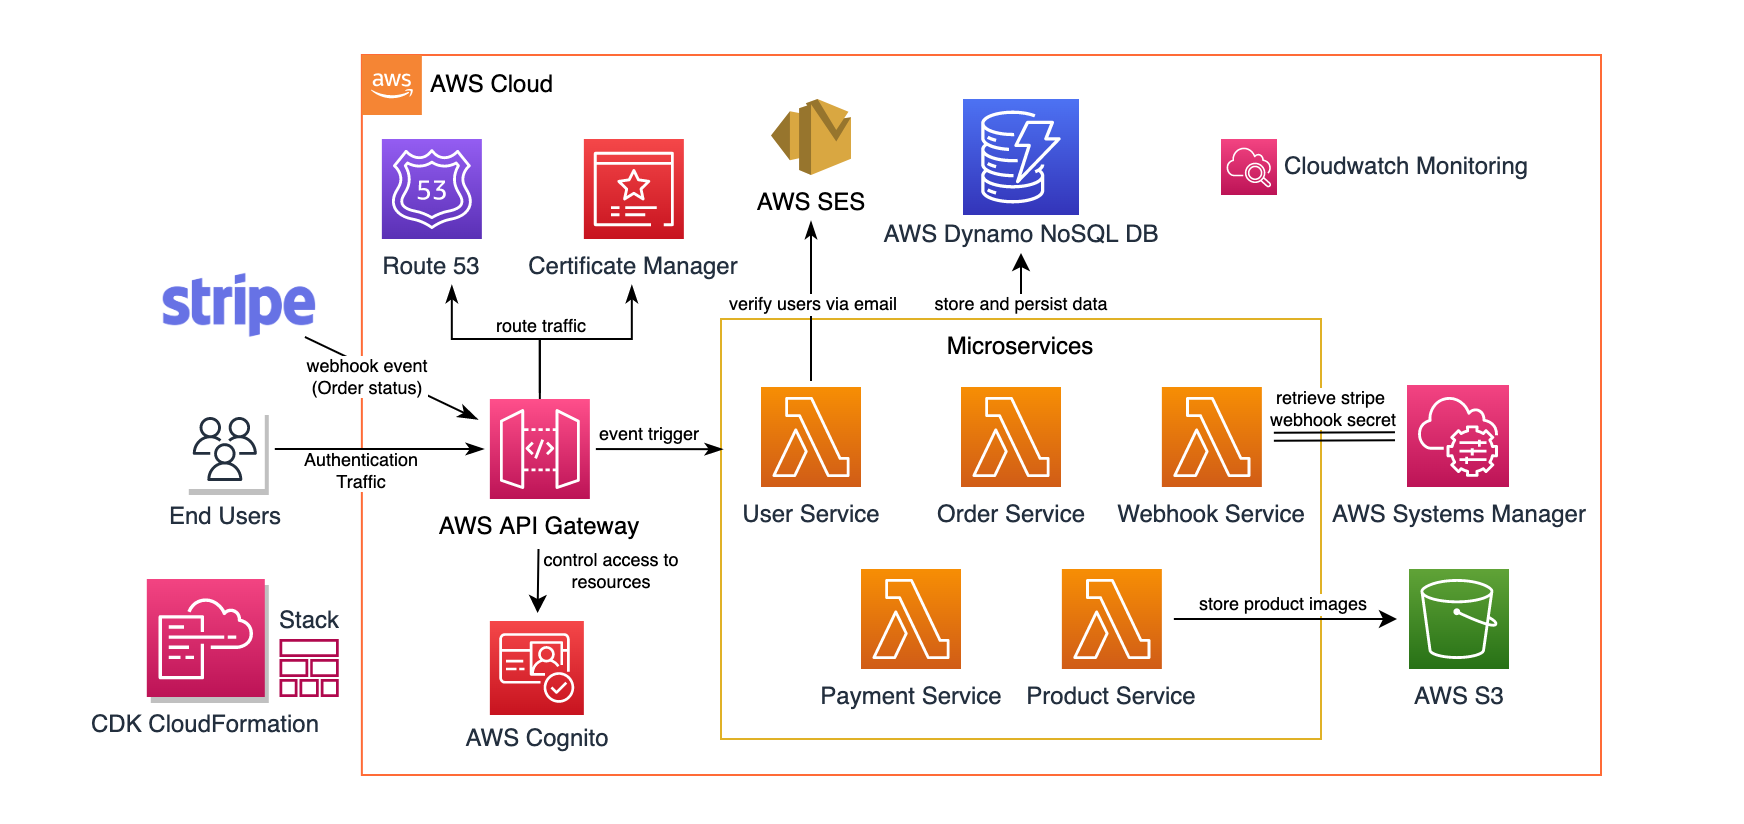 aws
AWS Cloud
53
Route 53
Certificate Manager
AWS SES
AWS Dynamo NoSQL DB
Cloudwatch Monitoring
stripe
route traffic
verify users via email
store and persist data
webhook event
(Order status)
Microservices
End Users
Authentication
Traffic
</>
AWS API Gateway
event trigger
User Service
Order Service
Webhook Service
retrieve stripe
webhook secret
AWS Systems Manager
control access to
resources
AWS Cognito
Stack
CDK CloudFormation
Payment Service
Product Service
store product images
AWS S3